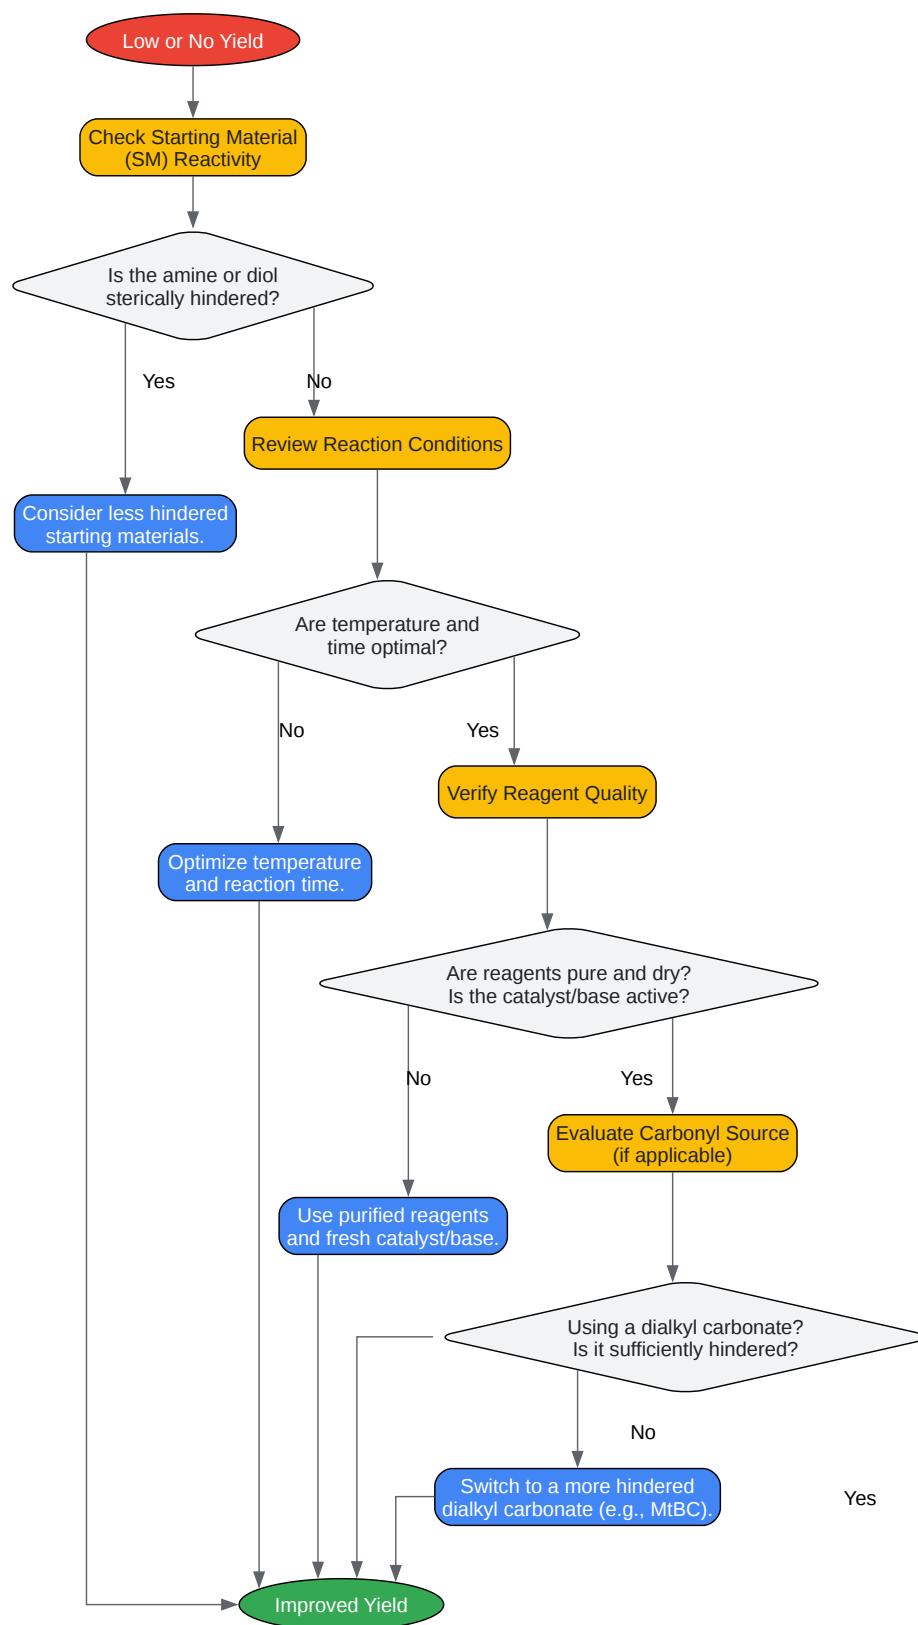 Low or No Yield
Check Starting Material
(SM) Reactivity
Is the amine or diol
sterically hindered?
Yes
No
Review Reaction Conditions
Consider less hindered
starting materials.
Are temperature and
time optimal?
No
Yes
Verify Reagent Quality
Optimize temperature
and reaction time.
Are reagents pure and dry?
Is the catalyst/base active?
No
Yes
Evaluate Carbonyl Source
(if applicable)
Use purified reagents
and fresh catalyst/base.
Using a dialkyl carbonate?
Is it sufficiently hindered?
No
Switch to a more hindered
dialkyl carbonate (e.g., MtBC).
Yes
Improved Yield